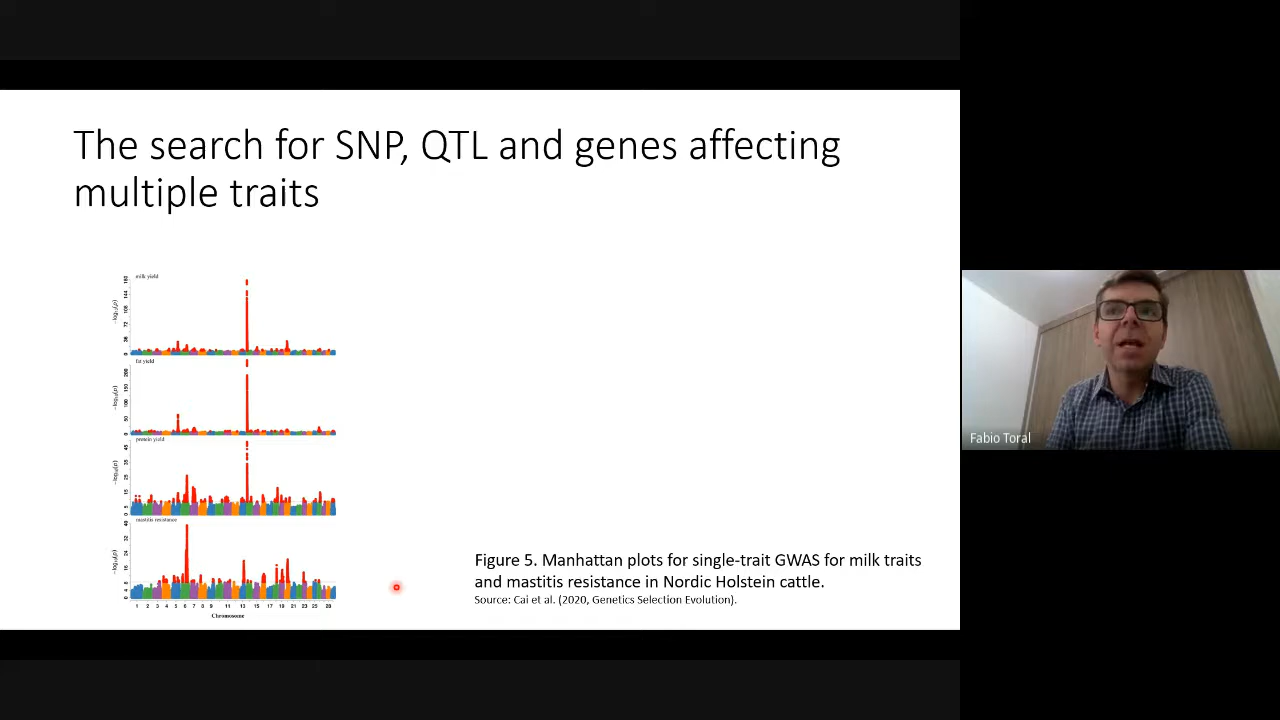 The search for SNP, QTL and genes affecting
multiple traits
milk yield
fat yield
protein yield
mastitis resistance
Chromosome
Figure 5. Manhattan plots for single-trait GWAS for milk traits
and mastitis resistance in Nordic Holstein cattle.
Source: Cai et al. (2020, Genetics Selection Evolution).
Fabio Toral